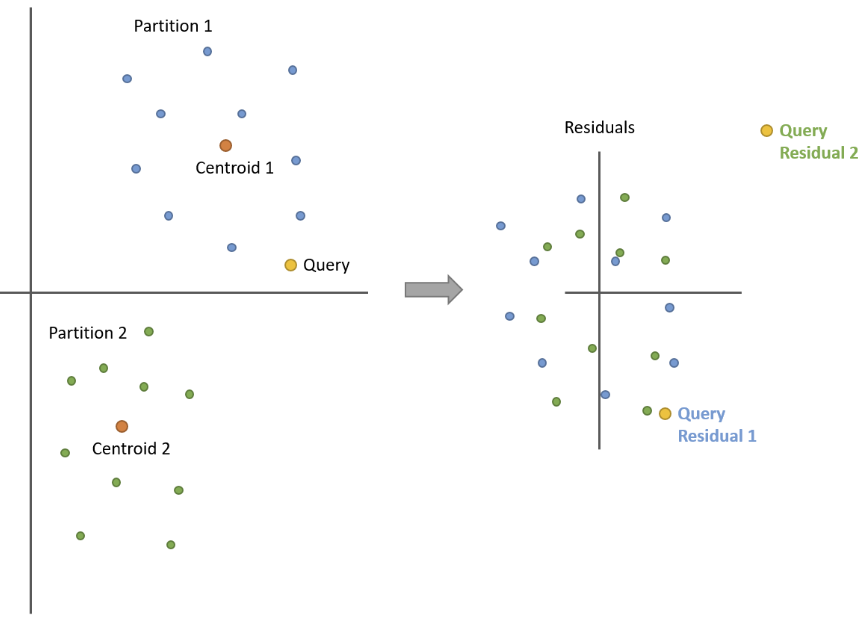 Partition 1
Centroid 1
Query
Partition 2
Centroid 2
Residuals
Query
Residual 2
Query
Residual 1